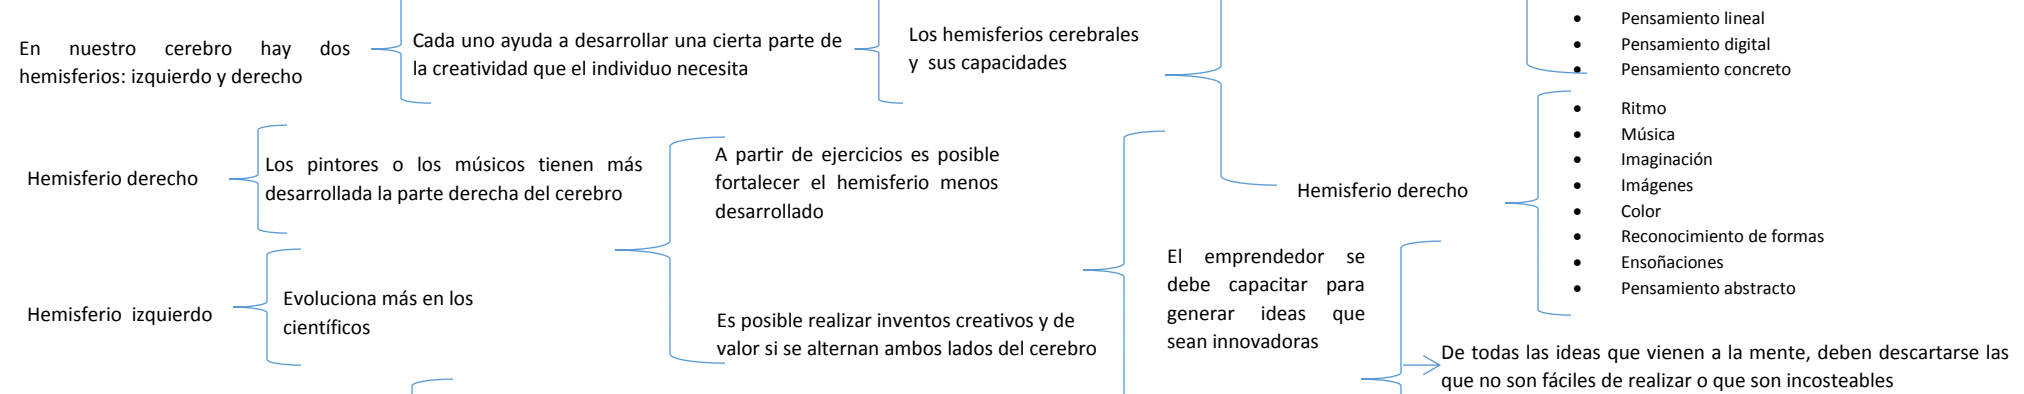 En nuestro cerebro hay dos
hemisferios: izquierdo y derecho
Cada uno ayuda a desarrollar una cierta parte de
la creatividad que el individuo necesita
Los hemisferios cerebrales
y sus capacidades
• Pensamiento lineal
• Pensamiento digital
• Pensamiento concreto
Hemisferio derecho
• Ritmo
• Música
• Imaginación
• Imágenes
• Color
• Reconocimiento de formas
• Ensoñaciones
• Pensamiento abstracto
Hemisferio derecho
Los pintores o los músicos tienen más
desarrollada la parte derecha del cerebro
Hemisferio izquierdo
Evoluciona más en los
científicos
A partir de ejercicios es posible
fortalecer el hemisferio menos
desarrollado
Es posible realizar inventos creativos y de
valor si se alternan ambos lados del cerebro
El emprendedor se
debe capacitar para
generar ideas que
sean innovadoras
De todas las ideas que vienen a la mente, deben descartarse las
que no son fáciles de realizar o que son incosteables